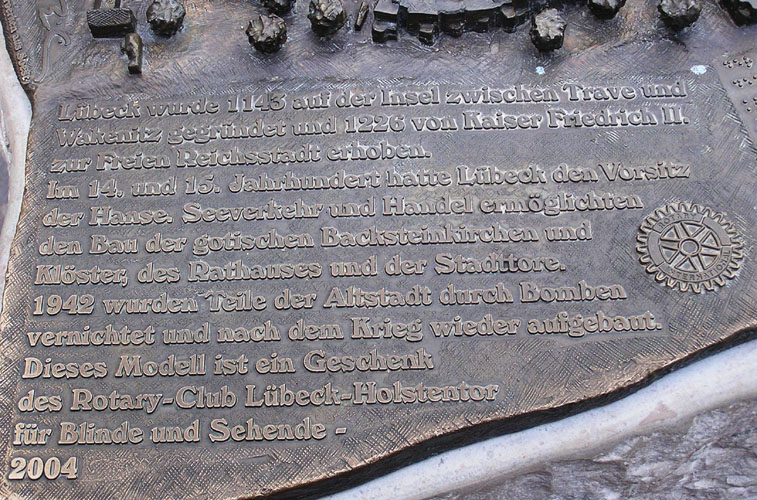 Lübeck wurde 1143 auf der Insel zwischen Trave und
Wakenitz gegründet und 1226 von Kaiser Friedrich II.
zur Freien Reichsstadt erhoben.
Im 14. und 15. Jahrhundert hatte Lübeck den Vorsitz
der Hanse. Seeverkehr und Handel ermöglichten
den Bau der gotischen Backsteinkirchen und
Klöster, des Rathauses und der Stadttore.
1942 wurden Teile der Altstadt durch Bomben
vernichtet und nach dem Krieg wieder aufgebaut.
Dieses Modell ist ein Geschenk
des Rotary-Club Lübeck-Holstentor
für Blinde und Sehende -
2004
ROTARY
INTERNATIONAL